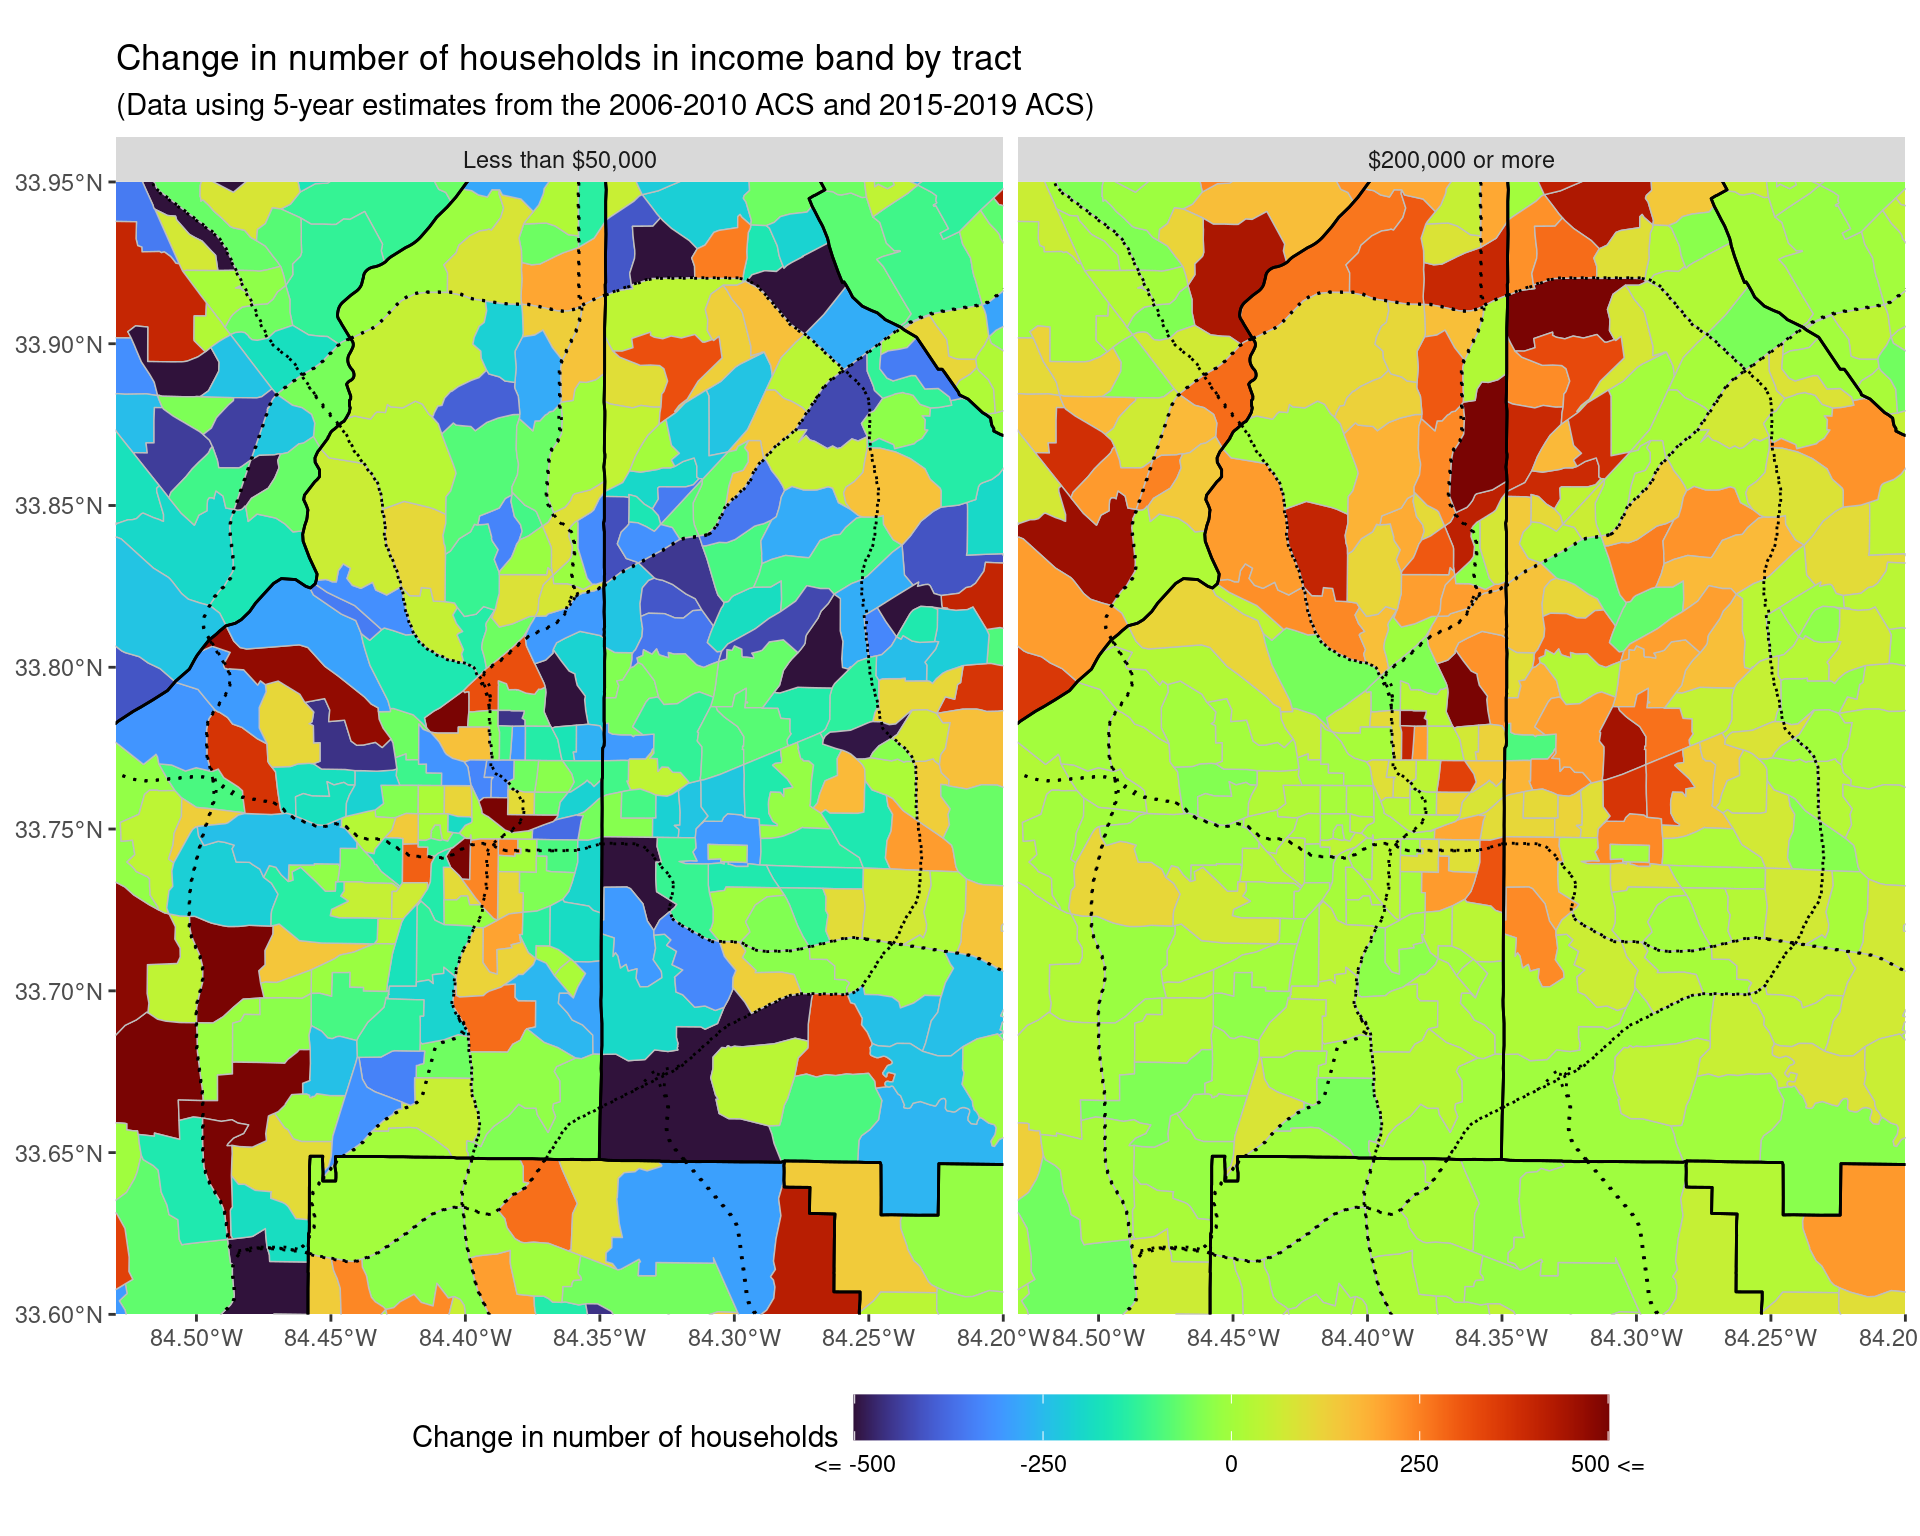 Change in number of households in income band by tract
(Data using 5-year estimates from the 2006-2010 ACS and 2015-2019 ACS)
Less than $50,000
$200,000 or more
33.95°N
33.90°N
33.85°N
33.80°N
33.75°N
33.70°N
33.65°N
33.60°N
84.50°W 84.45°W 84.40°W 84.35°W 84.30°W 84.25°W 84.20°W
84.50°W 84.45°W 84.40°W 84.35°W 84.30°W 84.25°W 84.20
Change in number of households
<= -500 -250 0 250 500 <=